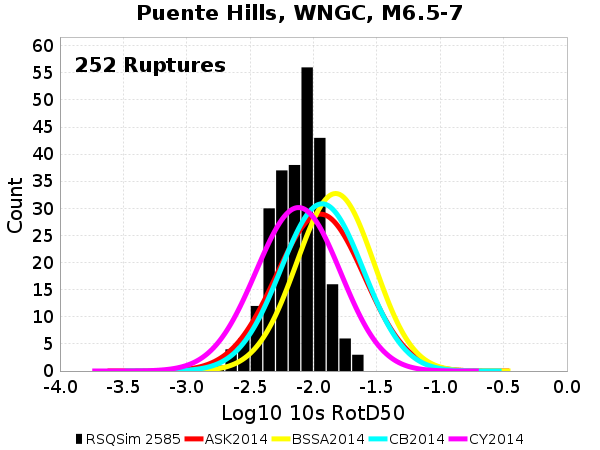 Puente Hills, WNGC, M6.5-7
252 Ruptures
60
55
50
45
40
35
30
25
20
15
10
5
0
Count
-4.0 -3.5 -3.0 -2.5 -2.0 -1.5 -1.0 -0.5 0.0
Log10 10s RotD50
RSQSim 2585 ASK2014 BSSA2014 CB2014 CY2014